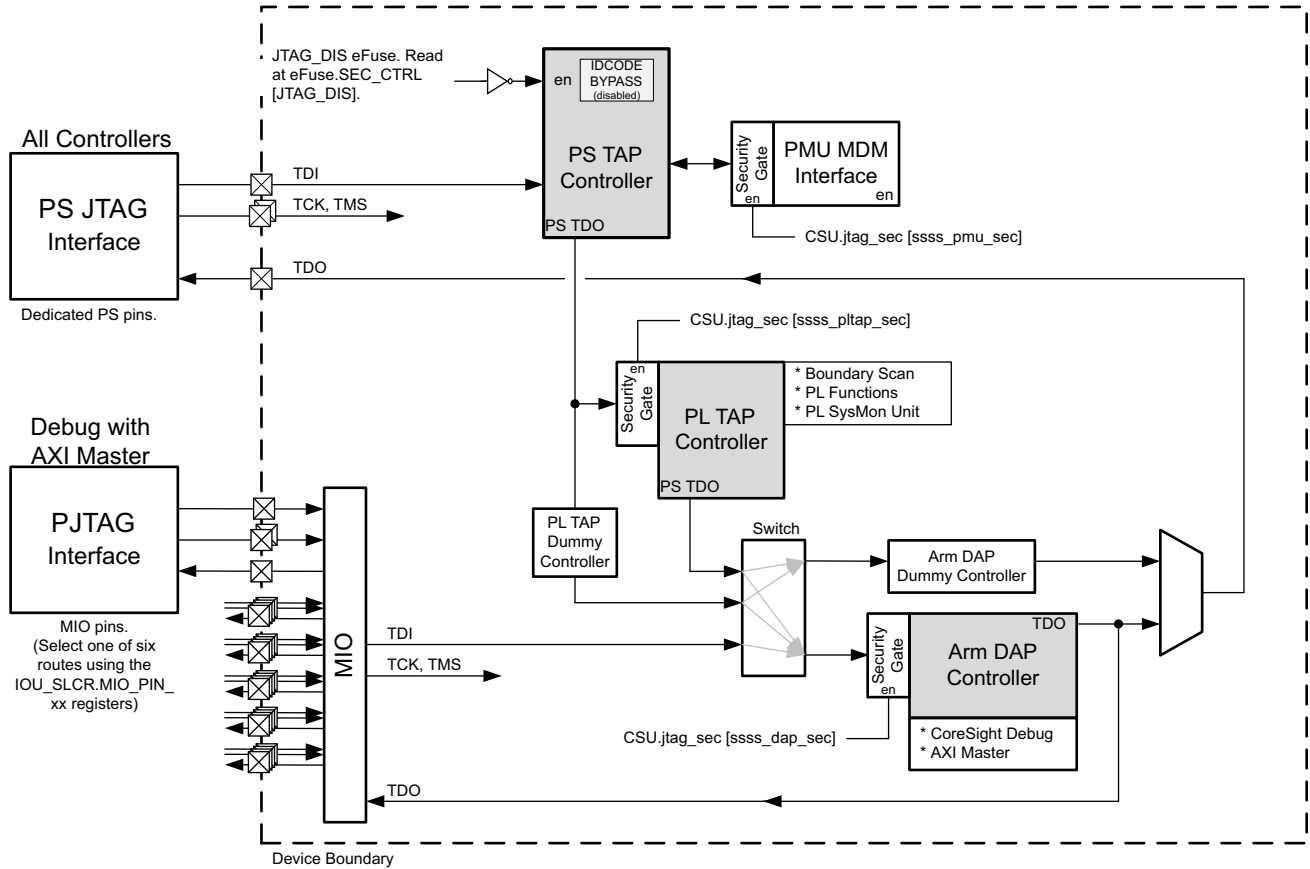 JTAG_DIS eFuse. Read
at eFuse.SEC_CTRL
[JTAG_DIS].
en
IDCODE
BYPASS
(disabled)
PS TAP
Controller
PS TDO
Security
Gate
en
PMU MDM
Interface
en
CSU.jtag_sec [ssss_pmu_sec]
All Controllers
PS JTAG
Interface
Dedicated PS pins.
TDI
TCK, TMS
TDO
CSU.jtag_sec [ssss_pltap_sec]
en
Security
Gate
PL TAP
Controller
PS TDO
* Boundary Scan
* PL Functions
* PL SysMon Unit
Debug with
AXI Master
PJTAG
Interface
MIO pins.
(Select one of six
routes using the
IOU_SLCR.MIO_PIN_
xx registers)
MIO
TDI
TCK, TMS
TDO
PL TAP
Dummy
Controller
Switch
Arm DAP
Dummy Controller
Security
Gate
en
TDO
Arm DAP
Controller
* CoreSight Debug
* AXI Master
CSU.jtag_sec [ssss_dap_sec]
Device Boundary